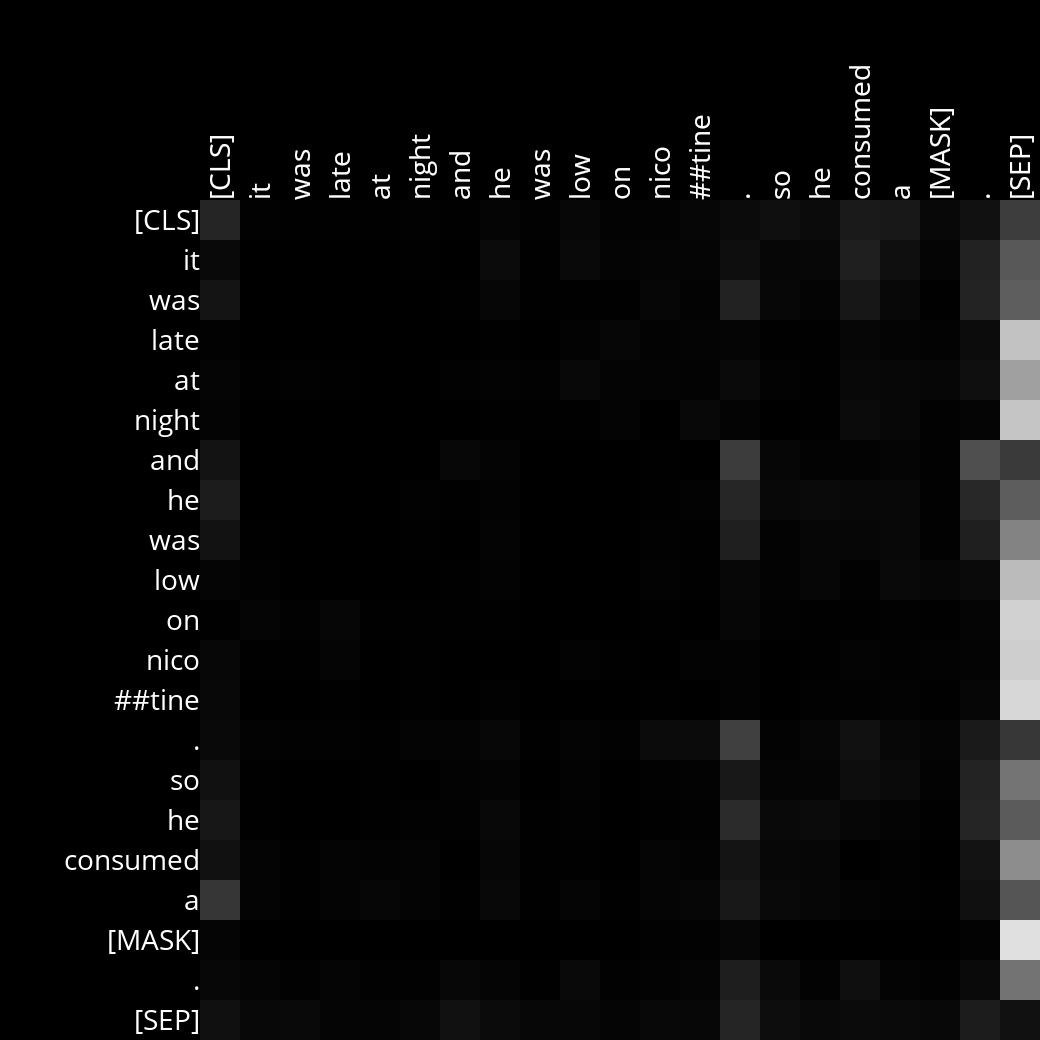 [CLS] it was late at night and he was low on nico ##tine . so he consumed a [MASK] . [SEP]
[CLS]
it
was
late
at
night
and
he
was
low
on
nico
##tine
.
so
he
consumed
a
[MASK]
.
[SEP]